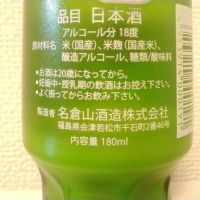 品目 日本酒
アルコール分 18度
原材料名/米(国産)、米麹(国産米)、
醸造アルコール、糖類/酸味料
●お酒は20歳になってから。
●妊娠中・授乳期の飲酒はお控え下さい。
●よく振ってからお飲み下さい。
製造者 名倉山酒造株式会社
福島県会津若松市千石町2番46号
内容量 180ml